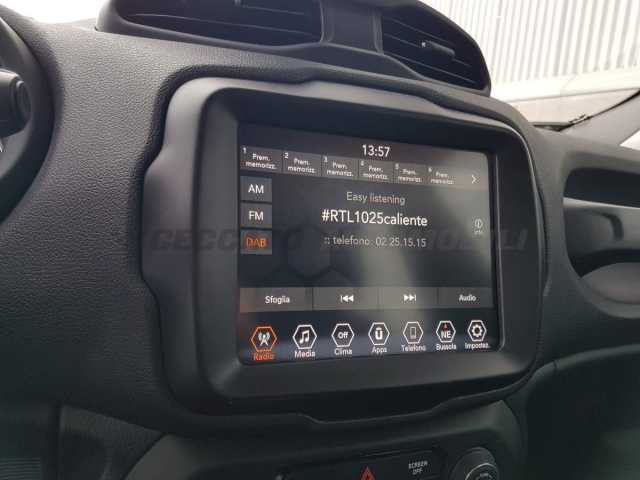 13:57
1 Prem. memorizz. 2 Prem. memorizz. 3 Prem. memorizz. 4 Prem. memorizz. 5 Prem. memorizz. 6 Prem. memorizz.
AM
Easy listening
FM
#RTL1025caliente
info
DAB
:: telefono: 02 25.15.15
Sfoglia Audio
Off NE
Radio Media Clima Apps Telefono Bussola Impostaz.
SCREEN
OFF